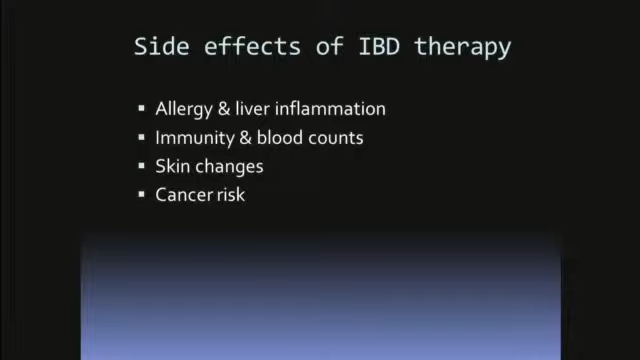 Side effects of IBD therapy
▪ Allergy & liver inflammation
▪ Immunity & blood counts
▪ Skin changes
▪ Cancer risk